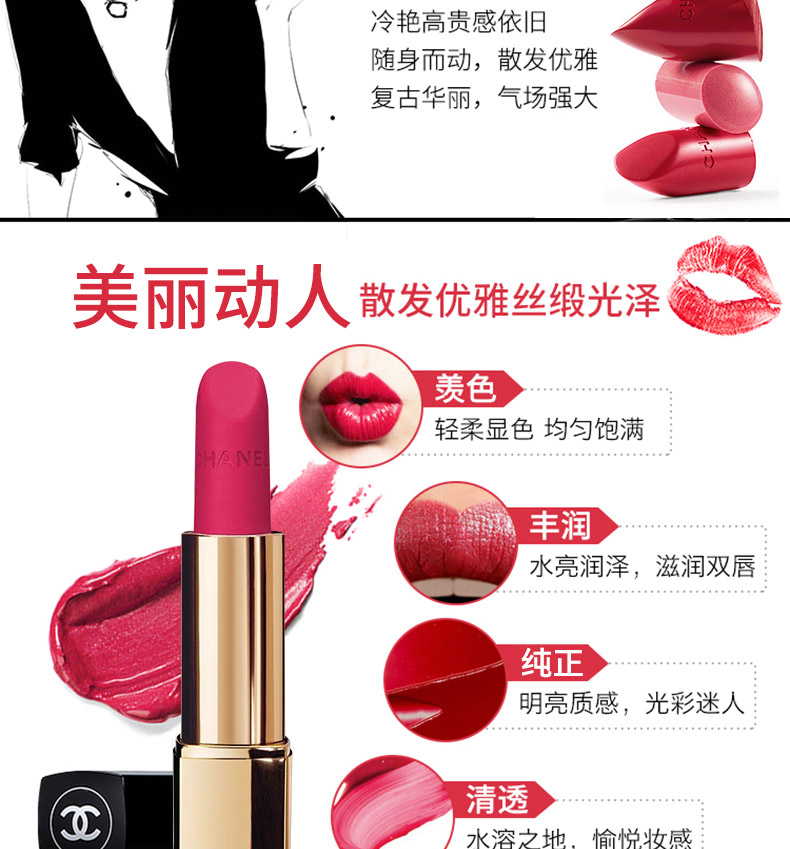 冷艳高贵感依旧
随身而动，散发优雅
复古华丽，气场强大
美丽动人 散发优雅丝缎光泽
CHANEL
羡色
轻柔显色 均匀饱满
丰润
水亮润泽，滋润双唇
纯正
明亮质感，光彩迷人
清透
水溶之地，愉悦妆感